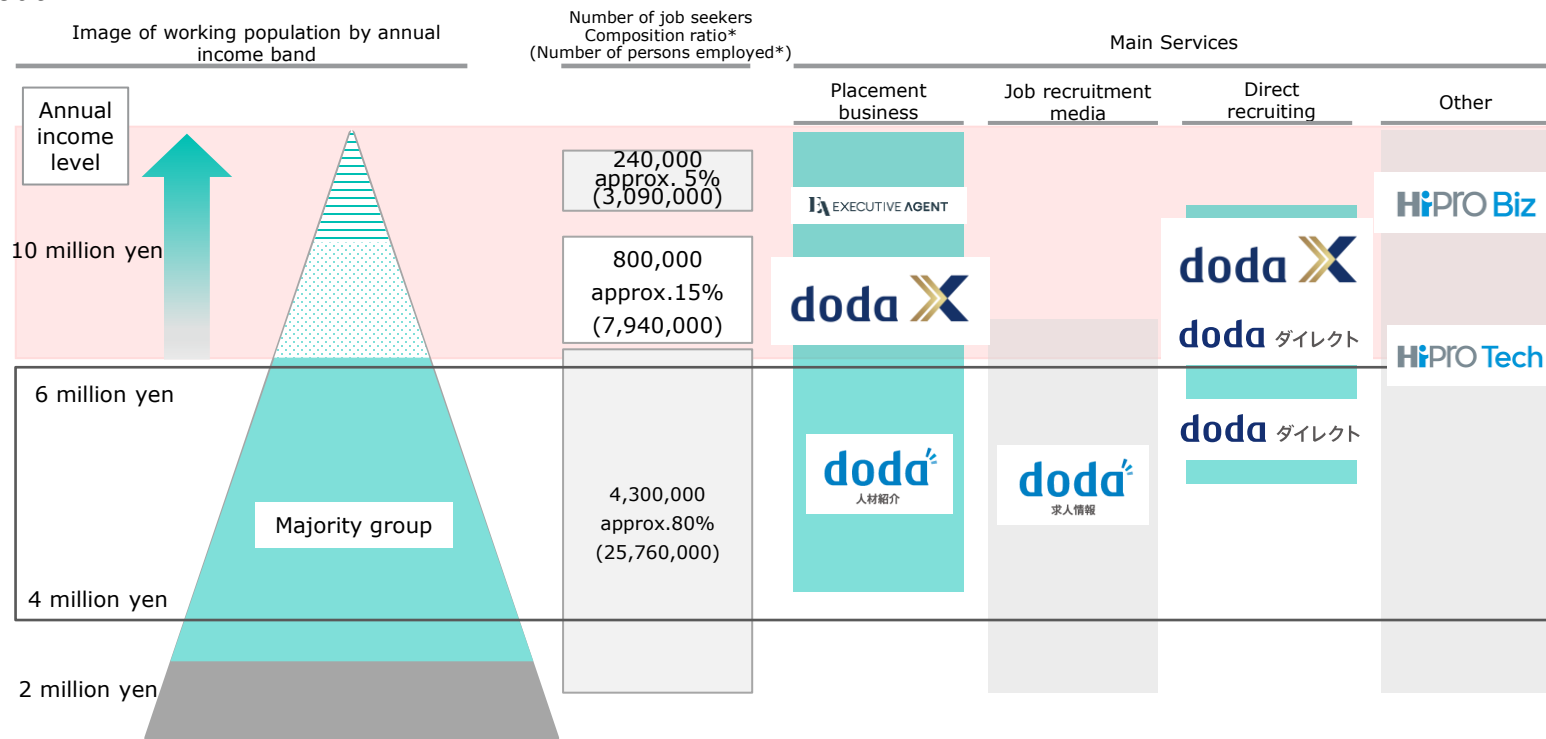 Image of working population by annual
income band
Number of job seekers
Composition ratio*
(Number of persons employed*)
Main Services
Placement
business
Job recruitment
media
Direct
recruiting
Other
Annual
income
level
10 million yen
6 million yen
4 million yen
2 million yen
Majority group
240,000
approx. 5%
(3,090,000)
800,000
approx.15%
(7,940,000)
4,300,000
approx.80%
(25,760,000)
EA EXECUTIVE AGENT
doda X
doda
人材紹介
doda
求人情報
doda X
doda ダイレクト
doda ダイレクト
HiPRO Biz
HiPRO Tech